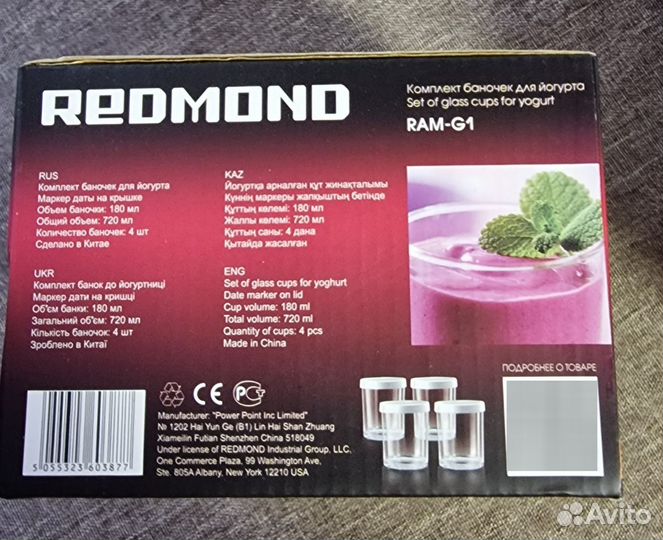 REDMOND
Комплект баночек для йогурта
Set of glass cups for yogurt
RAM-G1
RUS
Комплект баночек для йогурта
Маркер даты на крышке
Объем баночки: 180 мл
Общий объем: 720 мл
Количество баночек: 4 шт
Сделано в Китае
KAZ
Йогуртқа арналған құт жинақталымы
Күннің маркеры жалқыштың бетінде
Құттың көлемі: 180 мл
Жалпы көлемі: 720 мл
Құттың саны: 4 дана
Қытайда жасалған
UKR
Комплект банок до йогуртниці
Маркер дати на кришці
Об'єм банки: 180 мл
Загальний об'єм: 720 мл
Кількість баночок: 4 шт
Зроблено в Китаї
ENG
Set of glass cups for yoghurt
Date marker on lid
Cup volume: 180 ml
Total volume: 720 ml
Quantity of cups: 4 pcs
Made in China
ПОДРОБНЕЕ О ТОВАРЕ
CE
Manufacturer: "Power Point Inc Limited"
№ 1202 Hai Yun Ge (B1) Lin Hai Shan Zhuang
Xiameilin Futian Shenzhen China 518049
Under license of REDMOND Industrial Group, LLC.
One Commerce Plaza, 99 Washington Ave,
Ste. 805A Albany, New York 12210 USA
5 055323 603877
Avito